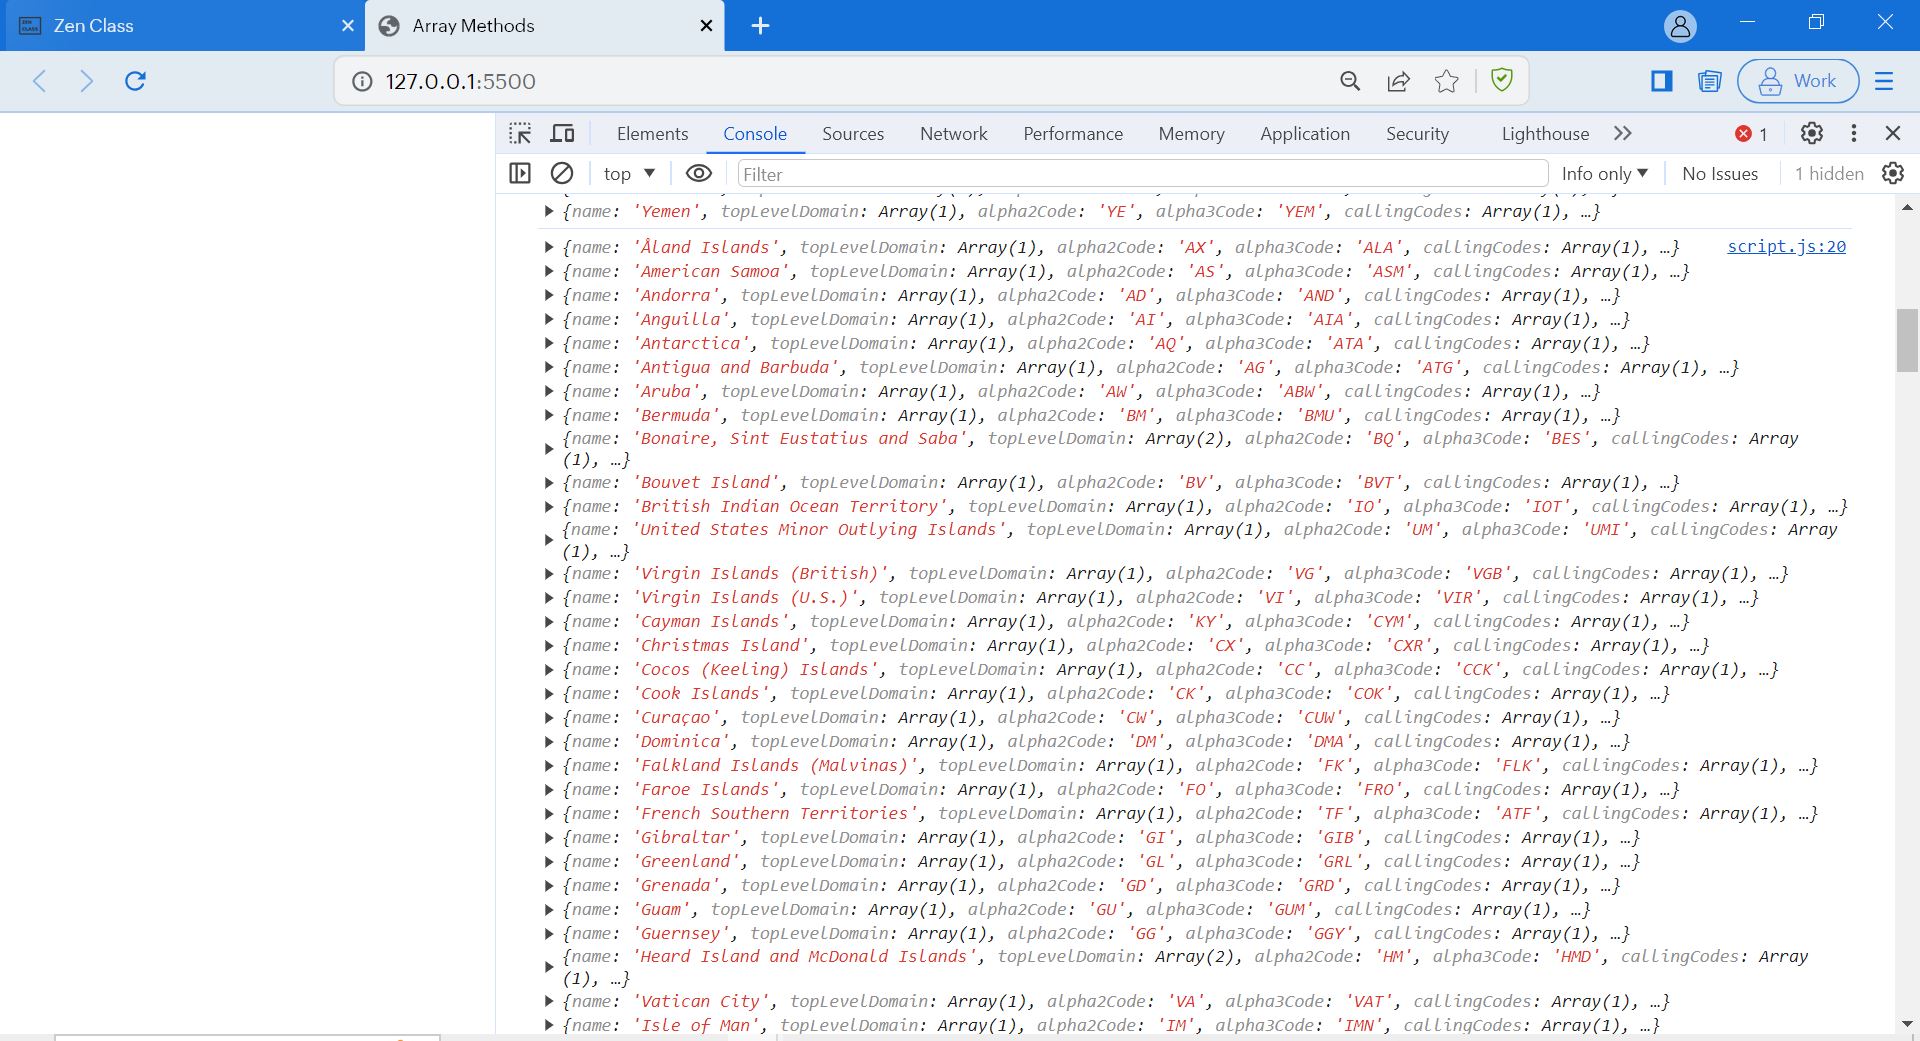 Zen Class
Array Methods
127.0.0.1:5500
Work
Elements Console Sources Network Performance Memory Application Security Lighthouse 1
top Filter Info only No Issues 1 hidden
{name: 'Yemen', topLevelDomain: Array(1), alpha2Code: 'YE', alpha3Code: 'YEM', callingCodes: Array(1), …}
{name: 'Åland Islands', topLevelDomain: Array(1), alpha2Code: 'AX', alpha3Code: 'ALA', callingCodes: Array(1), …} script.js:20
{name: 'American Samoa', topLevelDomain: Array(1), alpha2Code: 'AS', alpha3Code: 'ASM', callingCodes: Array(1), …}
{name: 'Andorra', topLevelDomain: Array(1), alpha2Code: 'AD', alpha3Code: 'AND', callingCodes: Array(1), …}
{name: 'Anguilla', topLevelDomain: Array(1), alpha2Code: 'AI', alpha3Code: 'AIA', callingCodes: Array(1), …}
{name: 'Antarctica', topLevelDomain: Array(1), alpha2Code: 'AQ', alpha3Code: 'ATA', callingCodes: Array(1), …}
{name: 'Antigua and Barbuda', topLevelDomain: Array(1), alpha2Code: 'AG', alpha3Code: 'ATG', callingCodes: Array(1), …}
{name: 'Aruba', topLevelDomain: Array(1), alpha2Code: 'AW', alpha3Code: 'ABW', callingCodes: Array(1), …}
{name: 'Bermuda', topLevelDomain: Array(1), alpha2Code: 'BM', alpha3Code: 'BMU', callingCodes: Array(1), …}
{name: 'Bonaire, Sint Eustatius and Saba', topLevelDomain: Array(2), alpha2Code: 'BQ', alpha3Code: 'BES', callingCodes: Array
(1), …}
{name: 'Bouvet Island', topLevelDomain: Array(1), alpha2Code: 'BV', alpha3Code: 'BVT', callingCodes: Array(1), …}
{name: 'British Indian Ocean Territory', topLevelDomain: Array(1), alpha2Code: 'IO', alpha3Code: 'IOT', callingCodes: Array(1), …}
{name: 'United States Minor Outlying Islands', topLevelDomain: Array(1), alpha2Code: 'UM', alpha3Code: 'UMI', callingCodes: Array
(1), …}
{name: 'Virgin Islands (British)', topLevelDomain: Array(1), alpha2Code: 'VG', alpha3Code: 'VGB', callingCodes: Array(1), …}
{name: 'Virgin Islands (U.S.)', topLevelDomain: Array(1), alpha2Code: 'VI', alpha3Code: 'VIR', callingCodes: Array(1), …}
{name: 'Cayman Islands', topLevelDomain: Array(1), alpha2Code: 'KY', alpha3Code: 'CYM', callingCodes: Array(1), …}
{name: 'Christmas Island', topLevelDomain: Array(1), alpha2Code: 'CX', alpha3Code: 'CXR', callingCodes: Array(1), …}
{name: 'Cocos (Keeling) Islands', topLevelDomain: Array(1), alpha2Code: 'CC', alpha3Code: 'CCK', callingCodes: Array(1), …}
{name: 'Cook Islands', topLevelDomain: Array(1), alpha2Code: 'CK', alpha3Code: 'COK', callingCodes: Array(1), …}
{name: 'Curaçao', topLevelDomain: Array(1), alpha2Code: 'CW', alpha3Code: 'CUW', callingCodes: Array(1), …}
{name: 'Dominica', topLevelDomain: Array(1), alpha2Code: 'DM', alpha3Code: 'DMA', callingCodes: Array(1), …}
{name: 'Falkland Islands (Malvinas)', topLevelDomain: Array(1), alpha2Code: 'FK', alpha3Code: 'FLK', callingCodes: Array(1), …}
{name: 'Faroe Islands', topLevelDomain: Array(1), alpha2Code: 'FO', alpha3Code: 'FRO', callingCodes: Array(1), …}
{name: 'French Southern Territories', topLevelDomain: Array(1), alpha2Code: 'TF', alpha3Code: 'ATF', callingCodes: Array(1), …}
{name: 'Gibraltar', topLevelDomain: Array(1), alpha2Code: 'GI', alpha3Code: 'GIB', callingCodes: Array(1), …}
{name: 'Greenland', topLevelDomain: Array(1), alpha2Code: 'GL', alpha3Code: 'GRL', callingCodes: Array(1), …}
{name: 'Grenada', topLevelDomain: Array(1), alpha2Code: 'GD', alpha3Code: 'GRD', callingCodes: Array(1), …}
{name: 'Guam', topLevelDomain: Array(1), alpha2Code: 'GU', alpha3Code: 'GUM', callingCodes: Array(1), …}
{name: 'Guernsey', topLevelDomain: Array(1), alpha2Code: 'GG', alpha3Code: 'GGY', callingCodes: Array(1), …}
{name: 'Heard Island and McDonald Islands', topLevelDomain: Array(2), alpha2Code: 'HM', alpha3Code: 'HMD', callingCodes: Array
(1), …}
{name: 'Vatican City', topLevelDomain: Array(1), alpha2Code: 'VA', alpha3Code: 'VAT', callingCodes: Array(1), …}
{name: 'Isle of Man', topLevelDomain: Array(1), alpha2Code: 'IM', alpha3Code: 'IMN', callingCodes: Array(1), …}